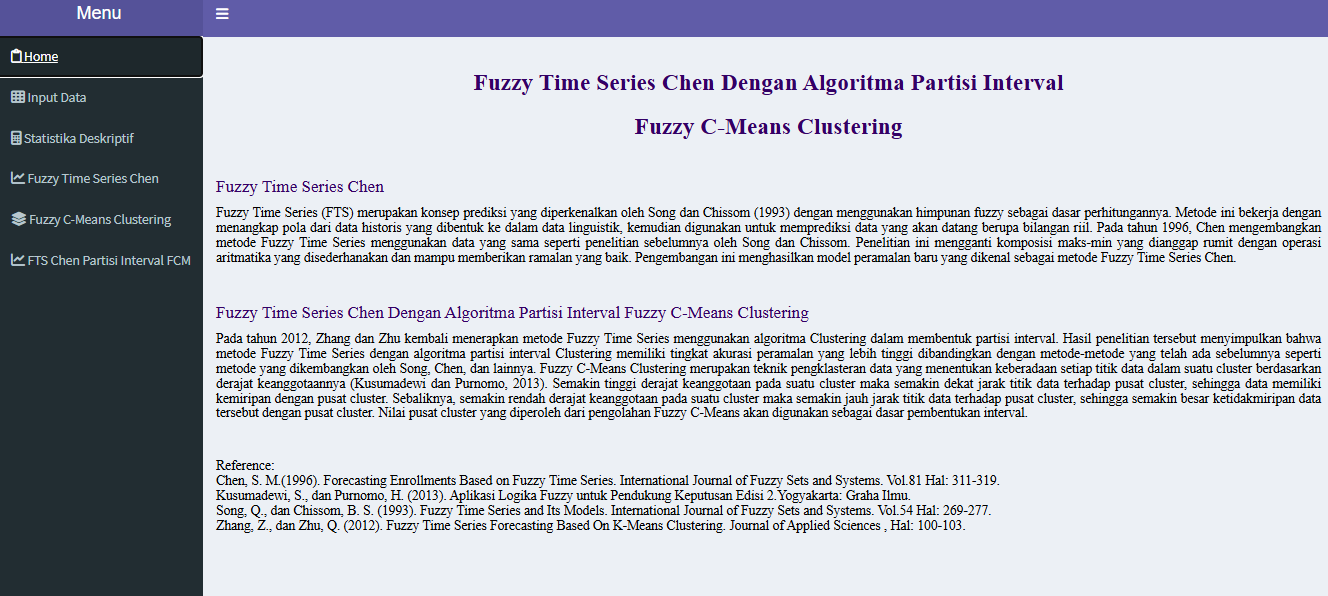 Menu
Home
Input Data
Statistika Deskriptif
Fuzzy Time Series Chen
Fuzzy C-Means Clustering
FTS Chen Partisi Interval FCM
Fuzzy Time Series Chen Dengan Algoritma Partisi Interval
Fuzzy C-Means Clustering
Fuzzy Time Series Chen
Fuzzy Time Series (FTS) merupakan konsep prediksi yang diperkenalkan oleh Song dan Chissom (1993) dengan menggunakan himpunan fuzzy sebagai dasar perhitungannya. Metode ini bekerja dengan
menangkap pola dari data historis yang dibentuk ke dalam data linguistik, kemudian digunakan untuk memprediksi data yang akan datang berupa bilangan riil. Pada tahun 1996, Chen mengembangkan
metode Fuzzy Time Series menggunakan data yang sama seperti penelitian sebelumnya oleh Song dan Chissom. Penelitian ini mengganti komposisi maks-min yang dianggap rumit dengan operasi
aritmatika yang disederhanakan dan mampu memberikan ramalan yang baik. Pengembangan ini menghasilkan model peramalan baru yang dikenal sebagai metode Fuzzy Time Series Chen.
Fuzzy Time Series Chen Dengan Algoritma Partisi Interval Fuzzy C-Means Clustering
Pada tahun 2012, Zhang dan Zhu kembali menerapkan metode Fuzzy Time Series menggunakan algoritma Clustering dalam membentuk partisi interval. Hasil penelitian tersebut menyimpulkan bahwa
metode Fuzzy Time Series dengan algoritma partisi interval Clustering memiliki tingkat akurasi peramalan yang lebih tinggi dibandingkan dengan metode-metode yang telah ada sebelumnya seperti
metode yang dikembangkan oleh Song, Chen, dan lainnya. Fuzzy C-Means Clustering merupakan teknik pengklasteran data yang menentukan keberadaan setiap titik data dalam suatu cluster berdasarkan
derajat keanggotaannya (Kusumadewi dan Purnomo, 2013). Semakin tinggi derajat keanggotaan pada suatu cluster maka semakin dekat jarak titik data terhadap pusat cluster, sehingga data memiliki
kemiripan dengan pusat cluster. Sebaliknya, semakin rendah derajat keanggotaan pada suatu cluster maka semakin jauh jarak titik data terhadap pusat cluster, sehingga semakin besar ketidakmiripan data
tersebut dengan pusat cluster. Nilai pusat cluster yang diperoleh dari pengolahan Fuzzy C-Means akan digunakan sebagai dasar pembentukan interval.
Reference:
Chen, S. M.(1996). Forecasting Enrollments Based on Fuzzy Time Series. International Journal of Fuzzy Sets and Systems. Vol.81 Hal: 311-319.
Kusumadewi, S., dan Purnomo, H. (2013). Aplikasi Logika Fuzzy untuk Pendukung Keputusan Edisi 2.Yogyakarta: Graha Ilmu.
Song, Q., dan Chissom, B. S. (1993). Fuzzy Time Series and Its Models. International Journal of Fuzzy Sets and Systems. Vol.54 Hal: 269-277.
Zhang, Z., dan Zhu, Q. (2012). Fuzzy Time Series Forecasting Based On K-Means Clustering. Journal of Applied Sciences , Hal: 100-103.